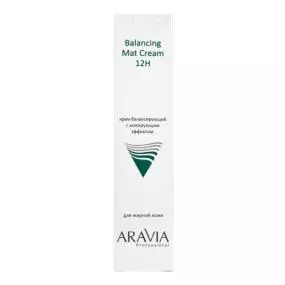 Balancing
Mat Cream
12H
крем балансирующий
с матирующим
эффектом
для жирной кожи
ARAVIA
Professional